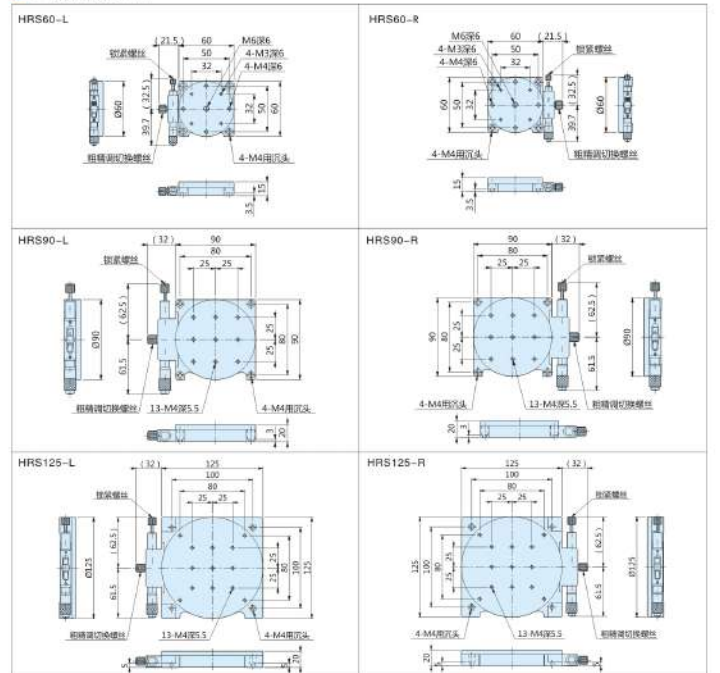 HRS60-L
(21.5)
60
锁紧螺丝
50
M6深6
4-M3深6
32
4-M4深6
Ø60
(32.5)
39.7
32
50
60
粗精调切换螺丝
4-M4用沉头
15
3.5
HRS60-R
M6深6
60
(21.5)
4-M3深6
50
锁紧螺丝
4-M4深6
32
60
50
32
(32.5)
39.7
Ø60
4-M4用沉头
粗精调切换螺丝
15
3.5
HRS90-L
(32)
90
锁紧螺丝
80
25
25
Ø90
(62.5)
61.5
25
25
80
90
粗精调切换螺丝
13-M4深5.5
4-M4用沉头
3
20
HRS90-R
90
(32)
80
锁紧螺丝
25
25
90
80
25
25
(62.5)
61.5
Ø90
4-M4用沉头
13-M4深5.5
粗精调切换螺丝
20
3
HRS125-L
(32)
125
100
锁紧螺丝
80
25
25
Ø125
(62.5)
61.5
25
25
80
100
125
粗精调切换螺丝
13-M4深5.5
4-M4用沉头
5
5
20
HRS125-R
125
(32)
100
80
锁紧螺丝
25
25
125
100
80
25
25
(62.5)
61.5
Ø125
4-M4用沉头
13-M4深5.5
粗精调切换螺丝
20
5
5